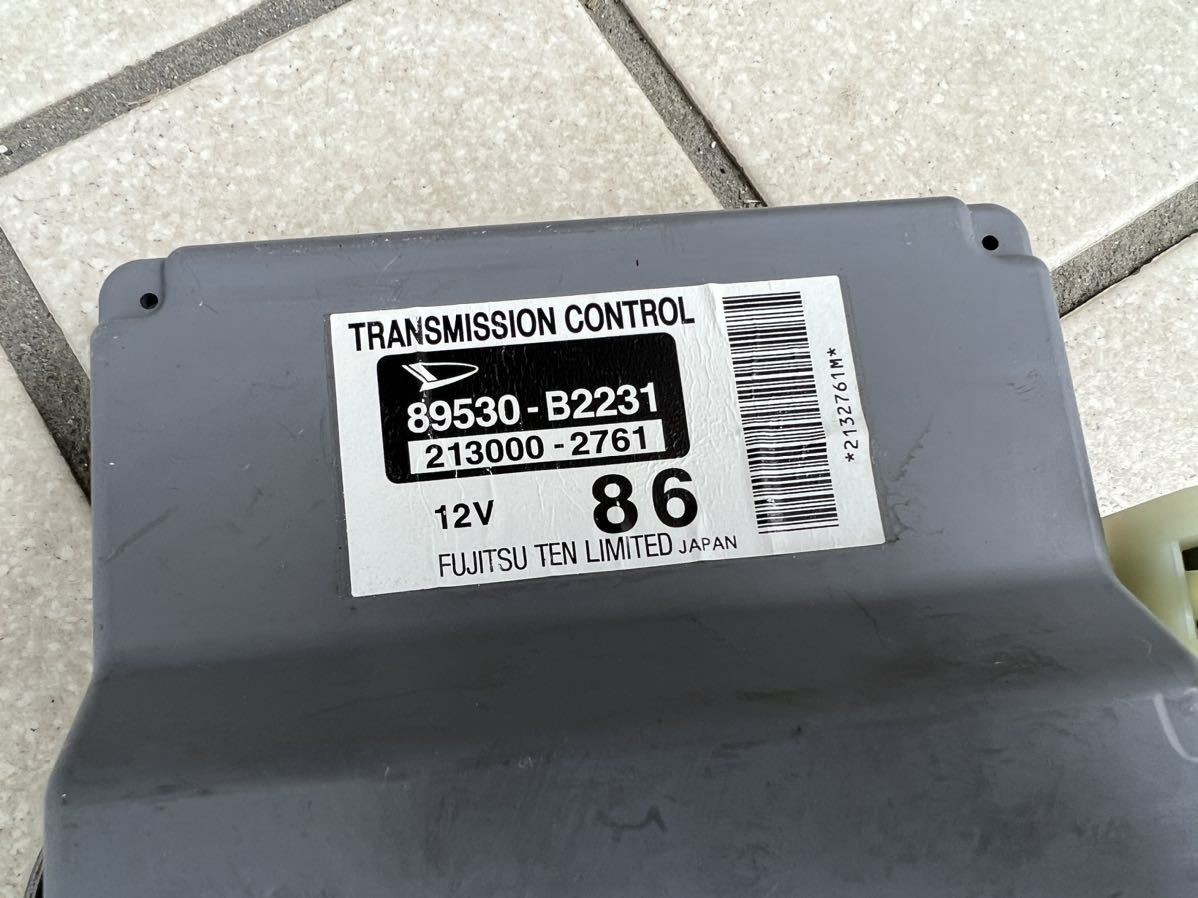 TRANSMISSION CONTROL
89530-B2231
213000-2761
12V 86
FUJITSU TEN LIMITED JAPAN
*2132761M*